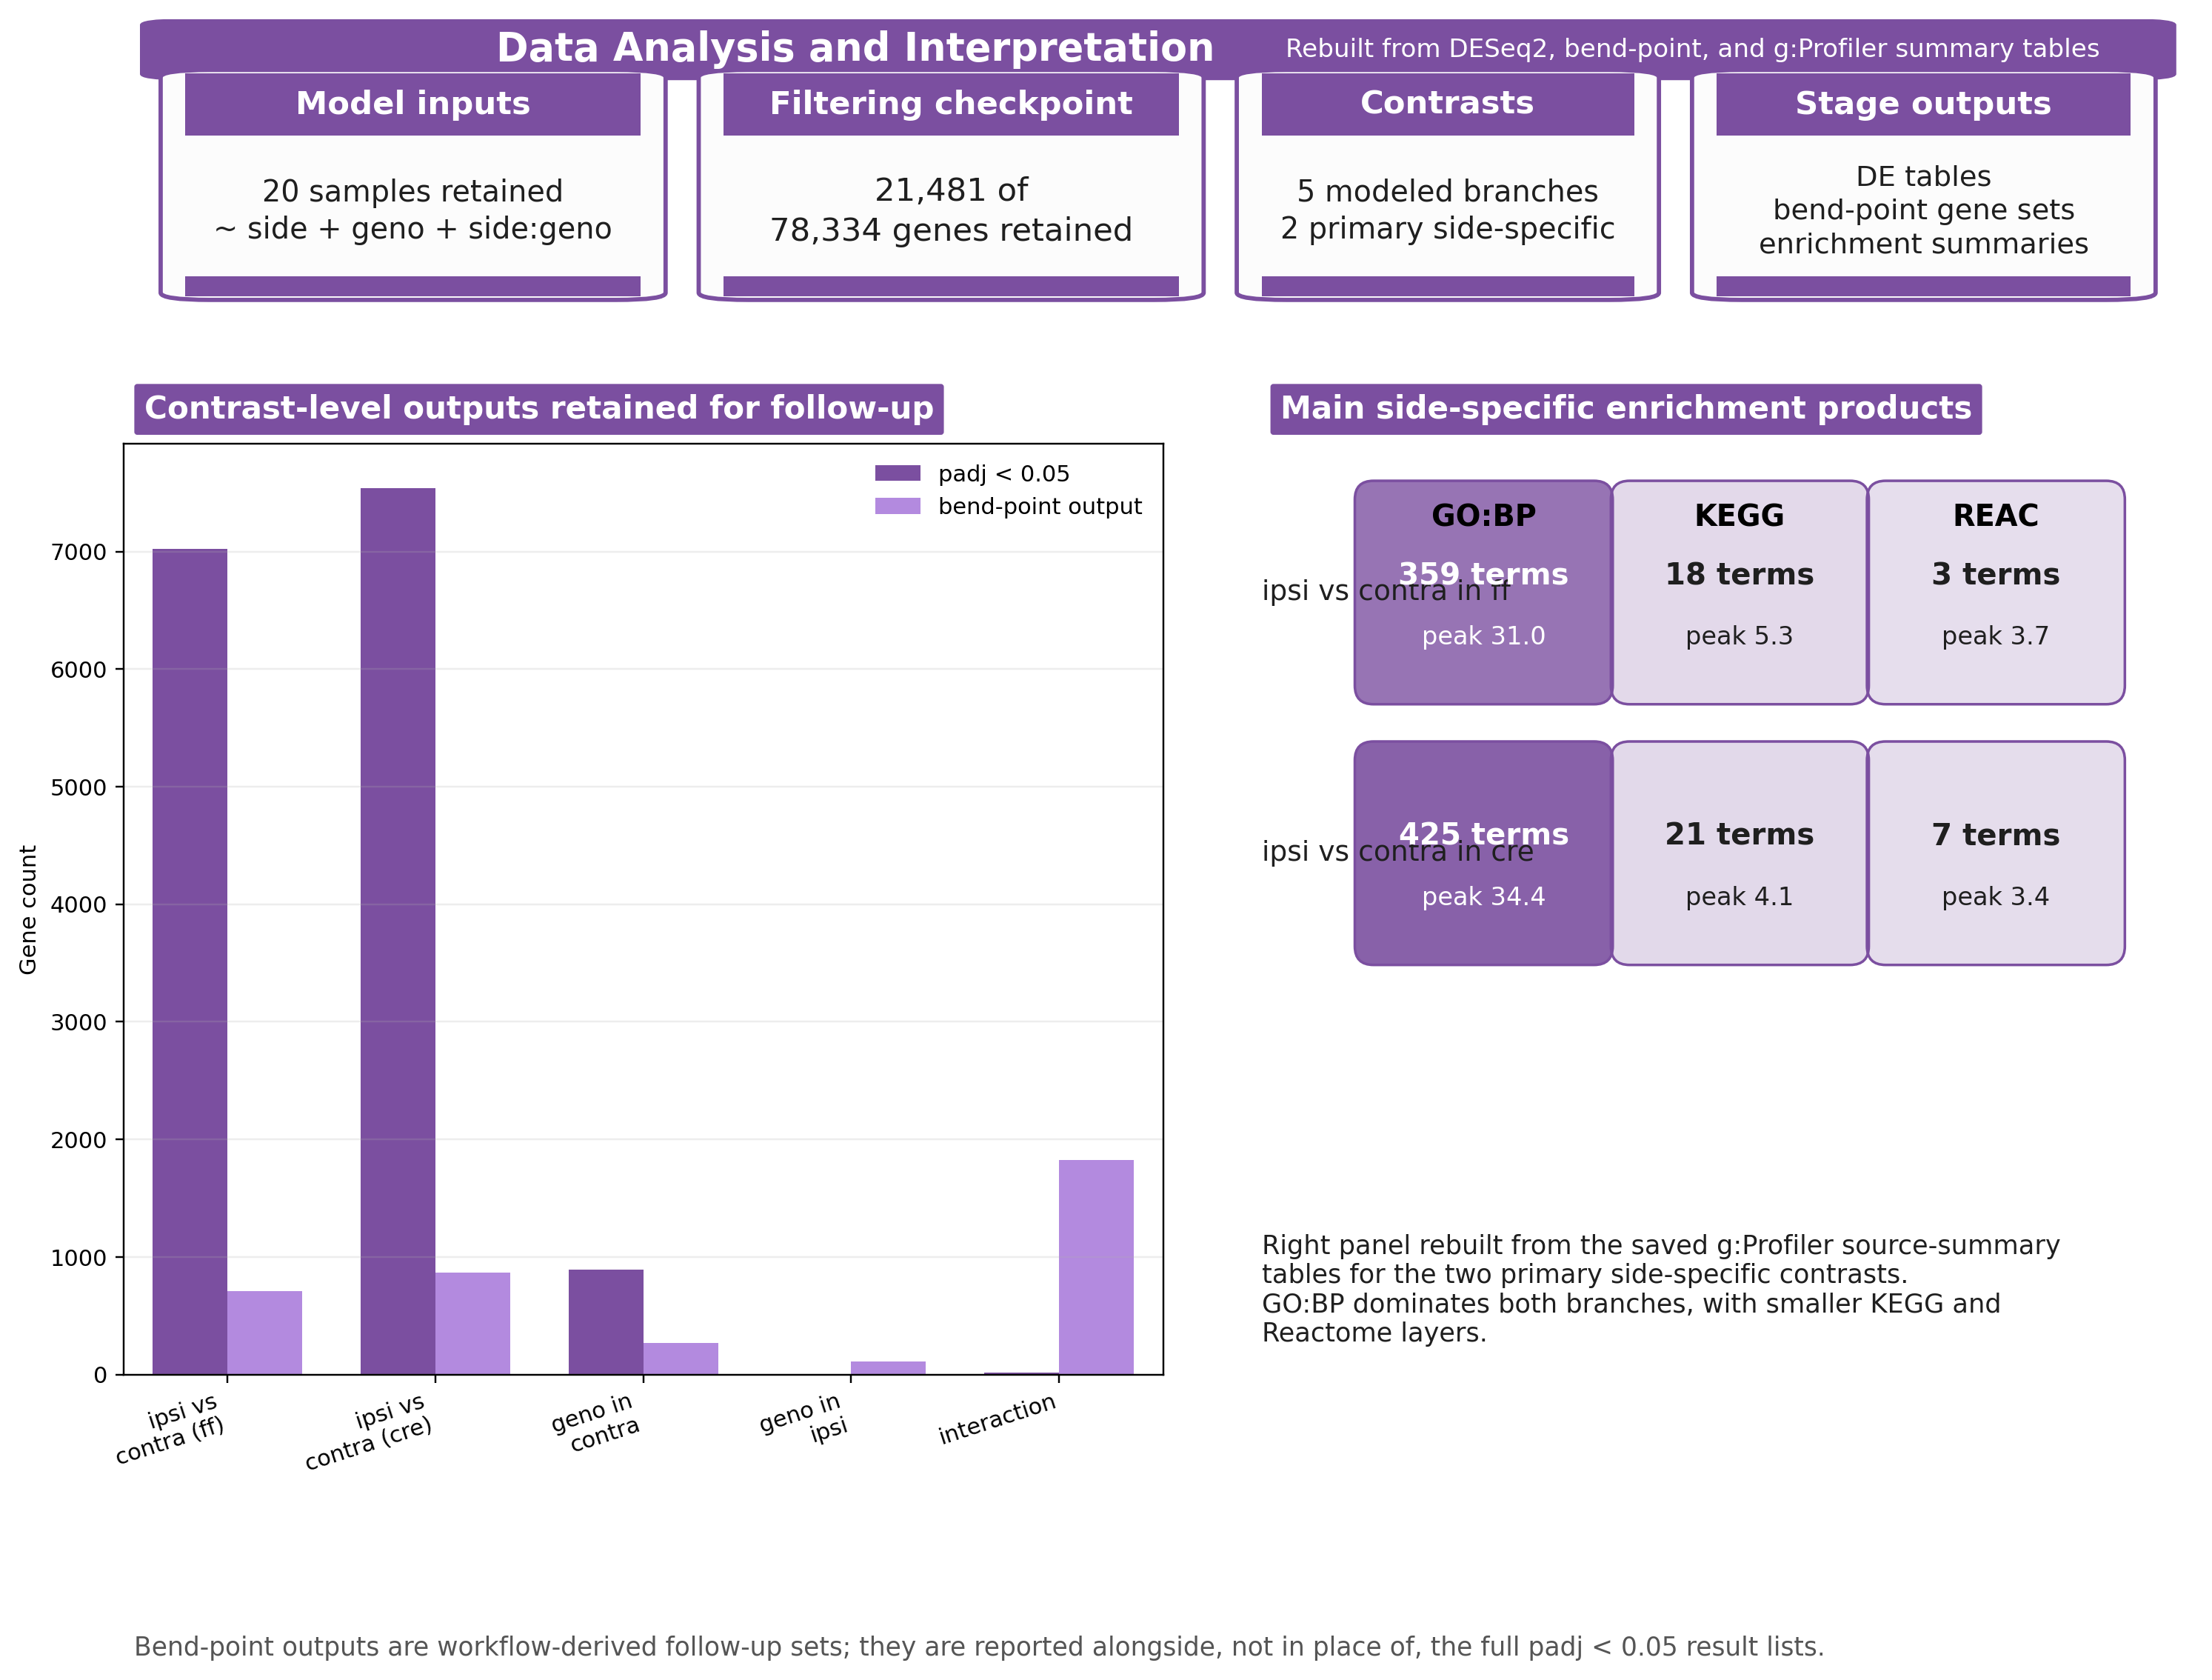 Data Analysis and Interpretation
Rebuilt from DESeq2, bend-point, and g:Profiler summary tables
Model inputs
20 samples retained
~ side + geno + side:geno
Filtering checkpoint
21,481 of
78,334 genes retained
Contrasts
5 modeled branches
2 primary side-specific
Stage outputs
DE tables
bend-point gene sets
enrichment summaries
Contrast-level outputs retained for follow-up
padj < 0.05
bend-point output
Gene count
7000
6000
5000
4000
3000
2000
1000
0
ipsi vs
contra (ff)
ipsi vs
contra (cre)
geno in
contra
geno in
ipsi
interaction
Main side-specific enrichment products
GO:BP
KEGG
REAC
ipsi vs contra in ff
359 terms
peak 31.0
18 terms
peak 5.3
3 terms
peak 3.7
ipsi vs contra in cre
425 terms
peak 34.4
21 terms
peak 4.1
7 terms
peak 3.4
Right panel rebuilt from the saved g:Profiler source-summary
tables for the two primary side-specific contrasts.
GO:BP dominates both branches, with smaller KEGG and
Reactome layers.
Bend-point outputs are workflow-derived follow-up sets; they are reported alongside, not in place of, the full padj < 0.05 result lists.